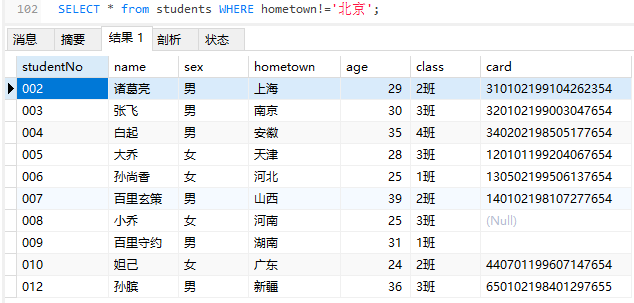 102 SELECT * from students WHERE hometown!='北京';
消息 摘要 结果 1 剖析 状态
studentNo name sex hometown age class card
002 诸葛亮 男 上海 29 2班 310102199104262354
003 张飞 男 南京 30 3班 320102199003047654
004 白起 男 安徽 35 4班 340202198505177654
005 大乔 女 天津 28 3班 120101199204067654
006 孙尚香 女 河北 25 1班 130502199506137654
007 百里玄策 男 山西 39 2班 140102198107277654
008 小乔 女 河南 25 3班 (Null)
009 百里守约 男 湖南 31 1班
010 妲己 女 广东 24 2班 440701199607147654
012 孙膑 男 新疆 36 3班 650102198401297655